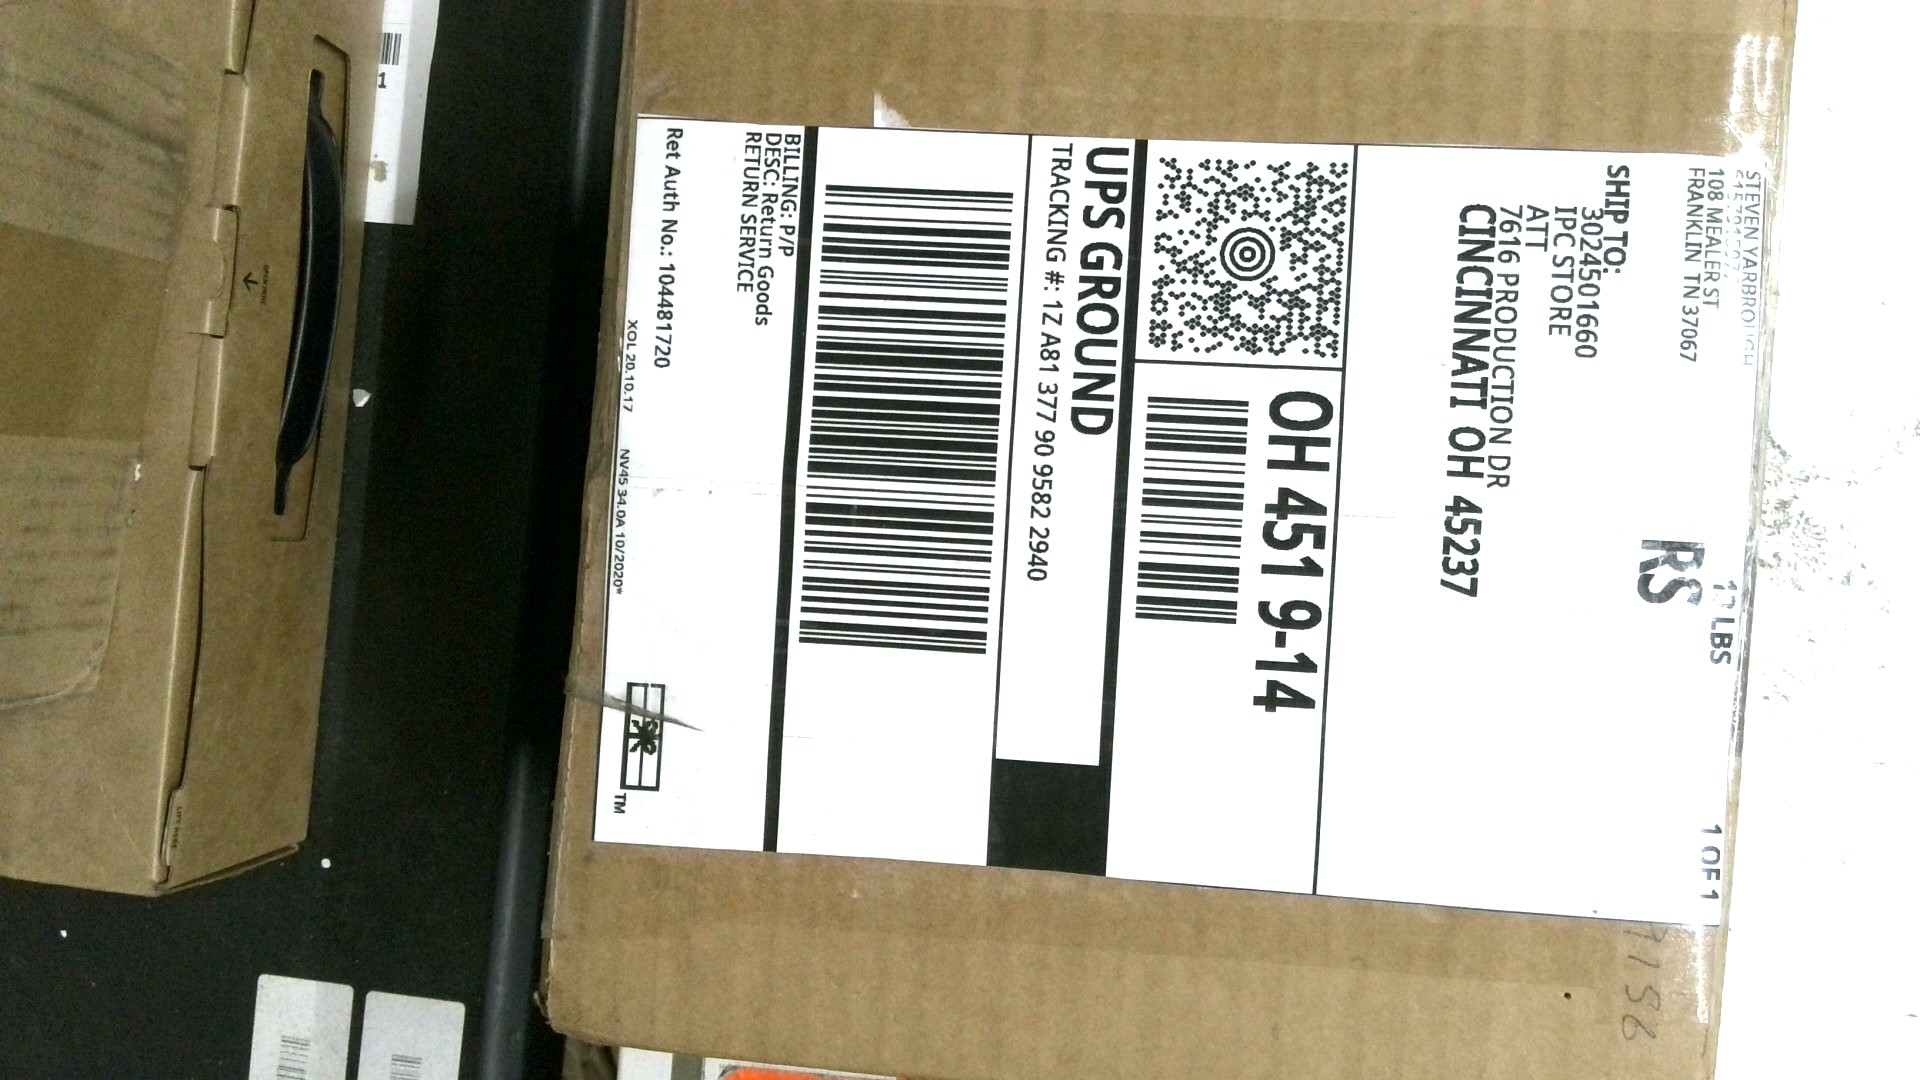 STEVEN YARBROUGH
108 MEALER ST
FRANKLIN TN 37067
LBS
1 OF 1
RS
SHIP TO:
3024501660
IPC STORE
ATT
7616 PRODUCTION DR
CINCINNATI OH 45237
OH 451 9-14
UPS GROUND
TRACKING #: 1Z A81 377 90 9582 2940
BILLING: P/P
DESC: Return Goods
RETURN SERVICE
Ret Auth No.: 104481720
XOL 20.10.17
NV45 34.0A 10/2020*
TM
1